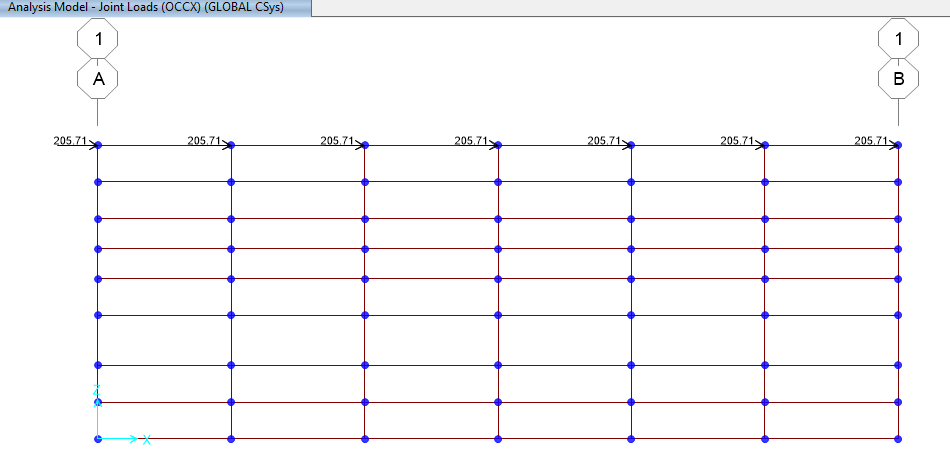 Analysis Model - Joint Loads (OCCX) (GLOBAL CSys)
1 1
A B
205.71 205.71 205.71 205.71 205.71 205.71 205.71
Z
X